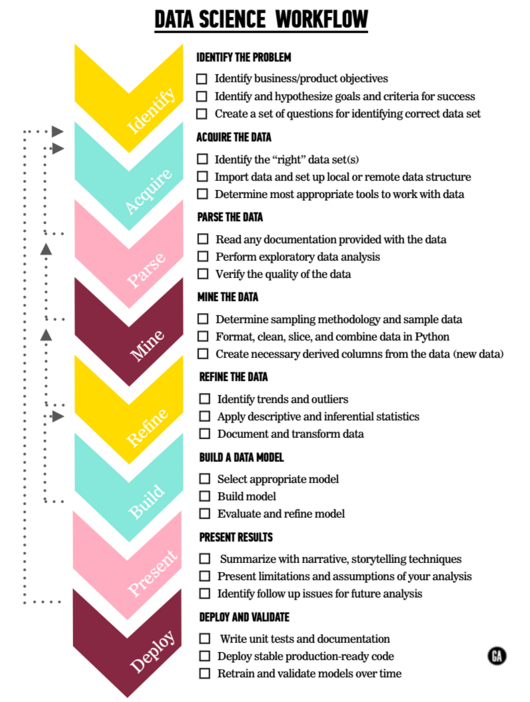 DATA SCIENCE WORKFLOW
IDENTIFY THE PROBLEM
Identify business/product objectives
Identify and hypothesize goals and criteria for success
Create a set of questions for identifying correct data set
Identify
ACQUIRE THE DATA
Identify the “right” data set(s)
Import data and set up local or remote data structure
Determine most appropriate tools to work with data
Acquire
PARSE THE DATA
Read any documentation provided with the data
Perform exploratory data analysis
Verify the quality of the data
Parse
MINE THE DATA
Determine sampling methodology and sample data
Format, clean, slice, and combine data in Python
Create necessary derived columns from the data (new data)
Mine
REFINE THE DATA
Identify trends and outliers
Apply descriptive and inferential statistics
Document and transform data
Refine
BUILD A DATA MODEL
Select appropriate model
Build model
Evaluate and refine model
Build
PRESENT RESULTS
Summarize with narrative, storytelling techniques
Present limitations and assumptions of your analysis
Identify follow up issues for future analysis
Present
DEPLOY AND VALIDATE
Write unit tests and documentation
Deploy stable production-ready code
Retrain and validate models over time
Deploy
GA